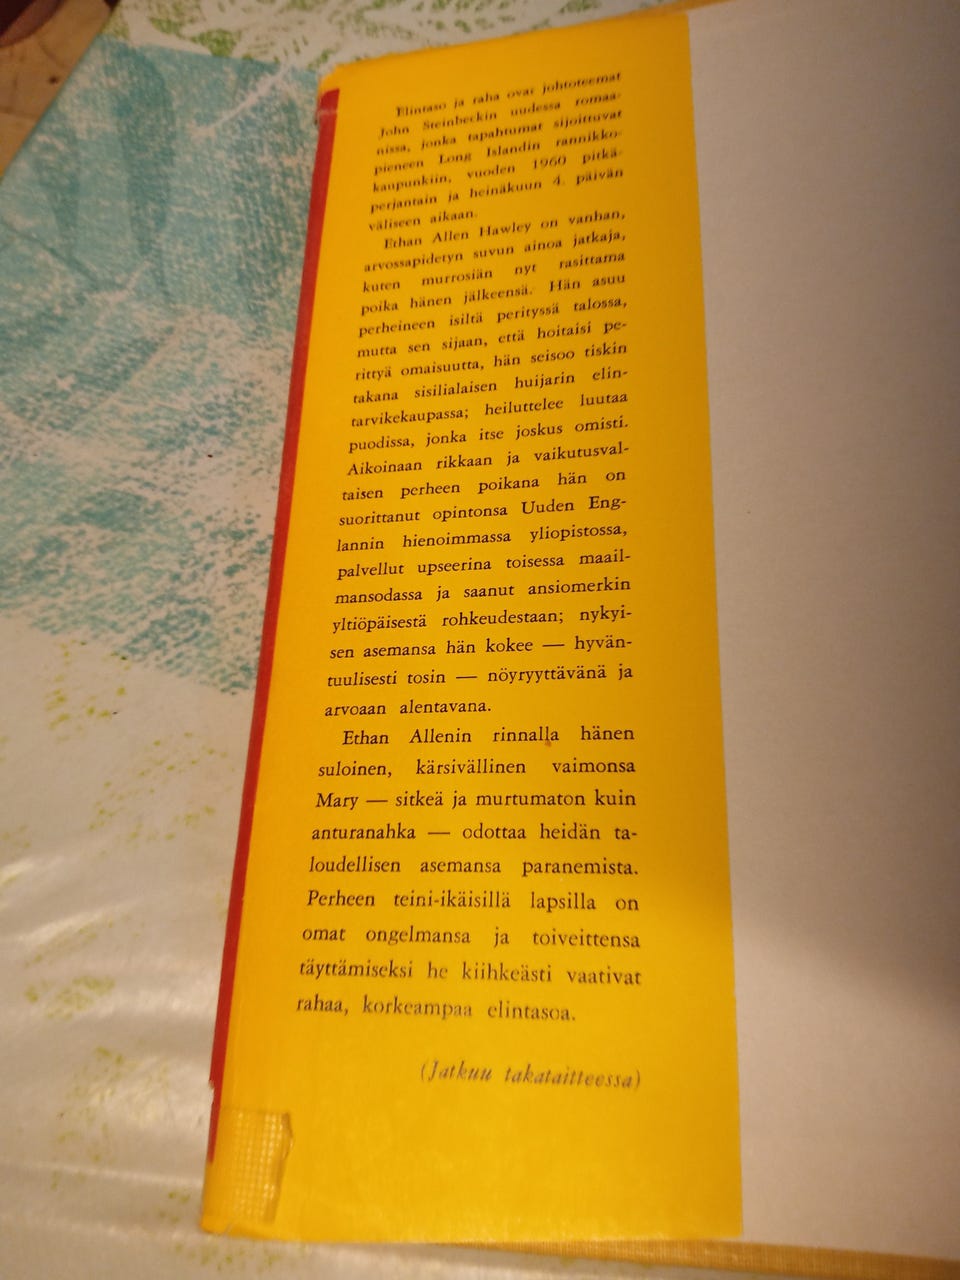 Elintaso ja raha ovat johtoteemat
John Steinbeckin uudessa romaa-
nissa, jonka tapahtumat sijoittuvat
pieneen Long Islandin rannikko-
kaupunkiin, vuoden 1960 pitkä-
perjantain ja heinäkuun 4. päivän
väliseen aikaan.
Ethan Allen Hawley on vanhan,
arvossapidetyn suvun ainoa jatkaja,
kuten murrosiän nyt rasittama
poika hänen jälkeensä. Hän asuu
perheineen isiltä perityssä talossa,
mutta sen sijaan, että hoitaisi pe-
rittyä omaisuutta, hän seisoo tiskin
takana sisilialaisen huijarin elin-
tarvikekaupassa; heiluttelee luutaa
puodissa, jonka itse joskus omisti.
Aikoinaan rikkaan ja vaikutusval-
taisen perheen poikana hän on
suorittanut opintonsa Uuden Eng-
lannin hienoimmassa yliopistossa,
palvellut upseerina toisessa maail-
mansodassa ja saanut ansiomerkin
yltiöpäisestä rohkeudestaan; nykyi-
sen asemansa hän kokee — hyvän-
tuulisesti tosin — nöyryyttävänä ja
arvoaan alentavana.
Ethan Allenin rinnalla hänen
suloinen, kärsivällinen vaimonsa
Mary — sitkeä ja murtumaton kuin
anturanahka — odottaa heidän ta-
loudellisen asemansa paranemista.
Perheen teini-ikäisillä lapsilla on
omat ongelmansa ja toiveittensa
täyttämiseksi he kiihkeästi vaativat
rahaa, korkeampaa elintasoa.
(Jatkuu takataitteessa)